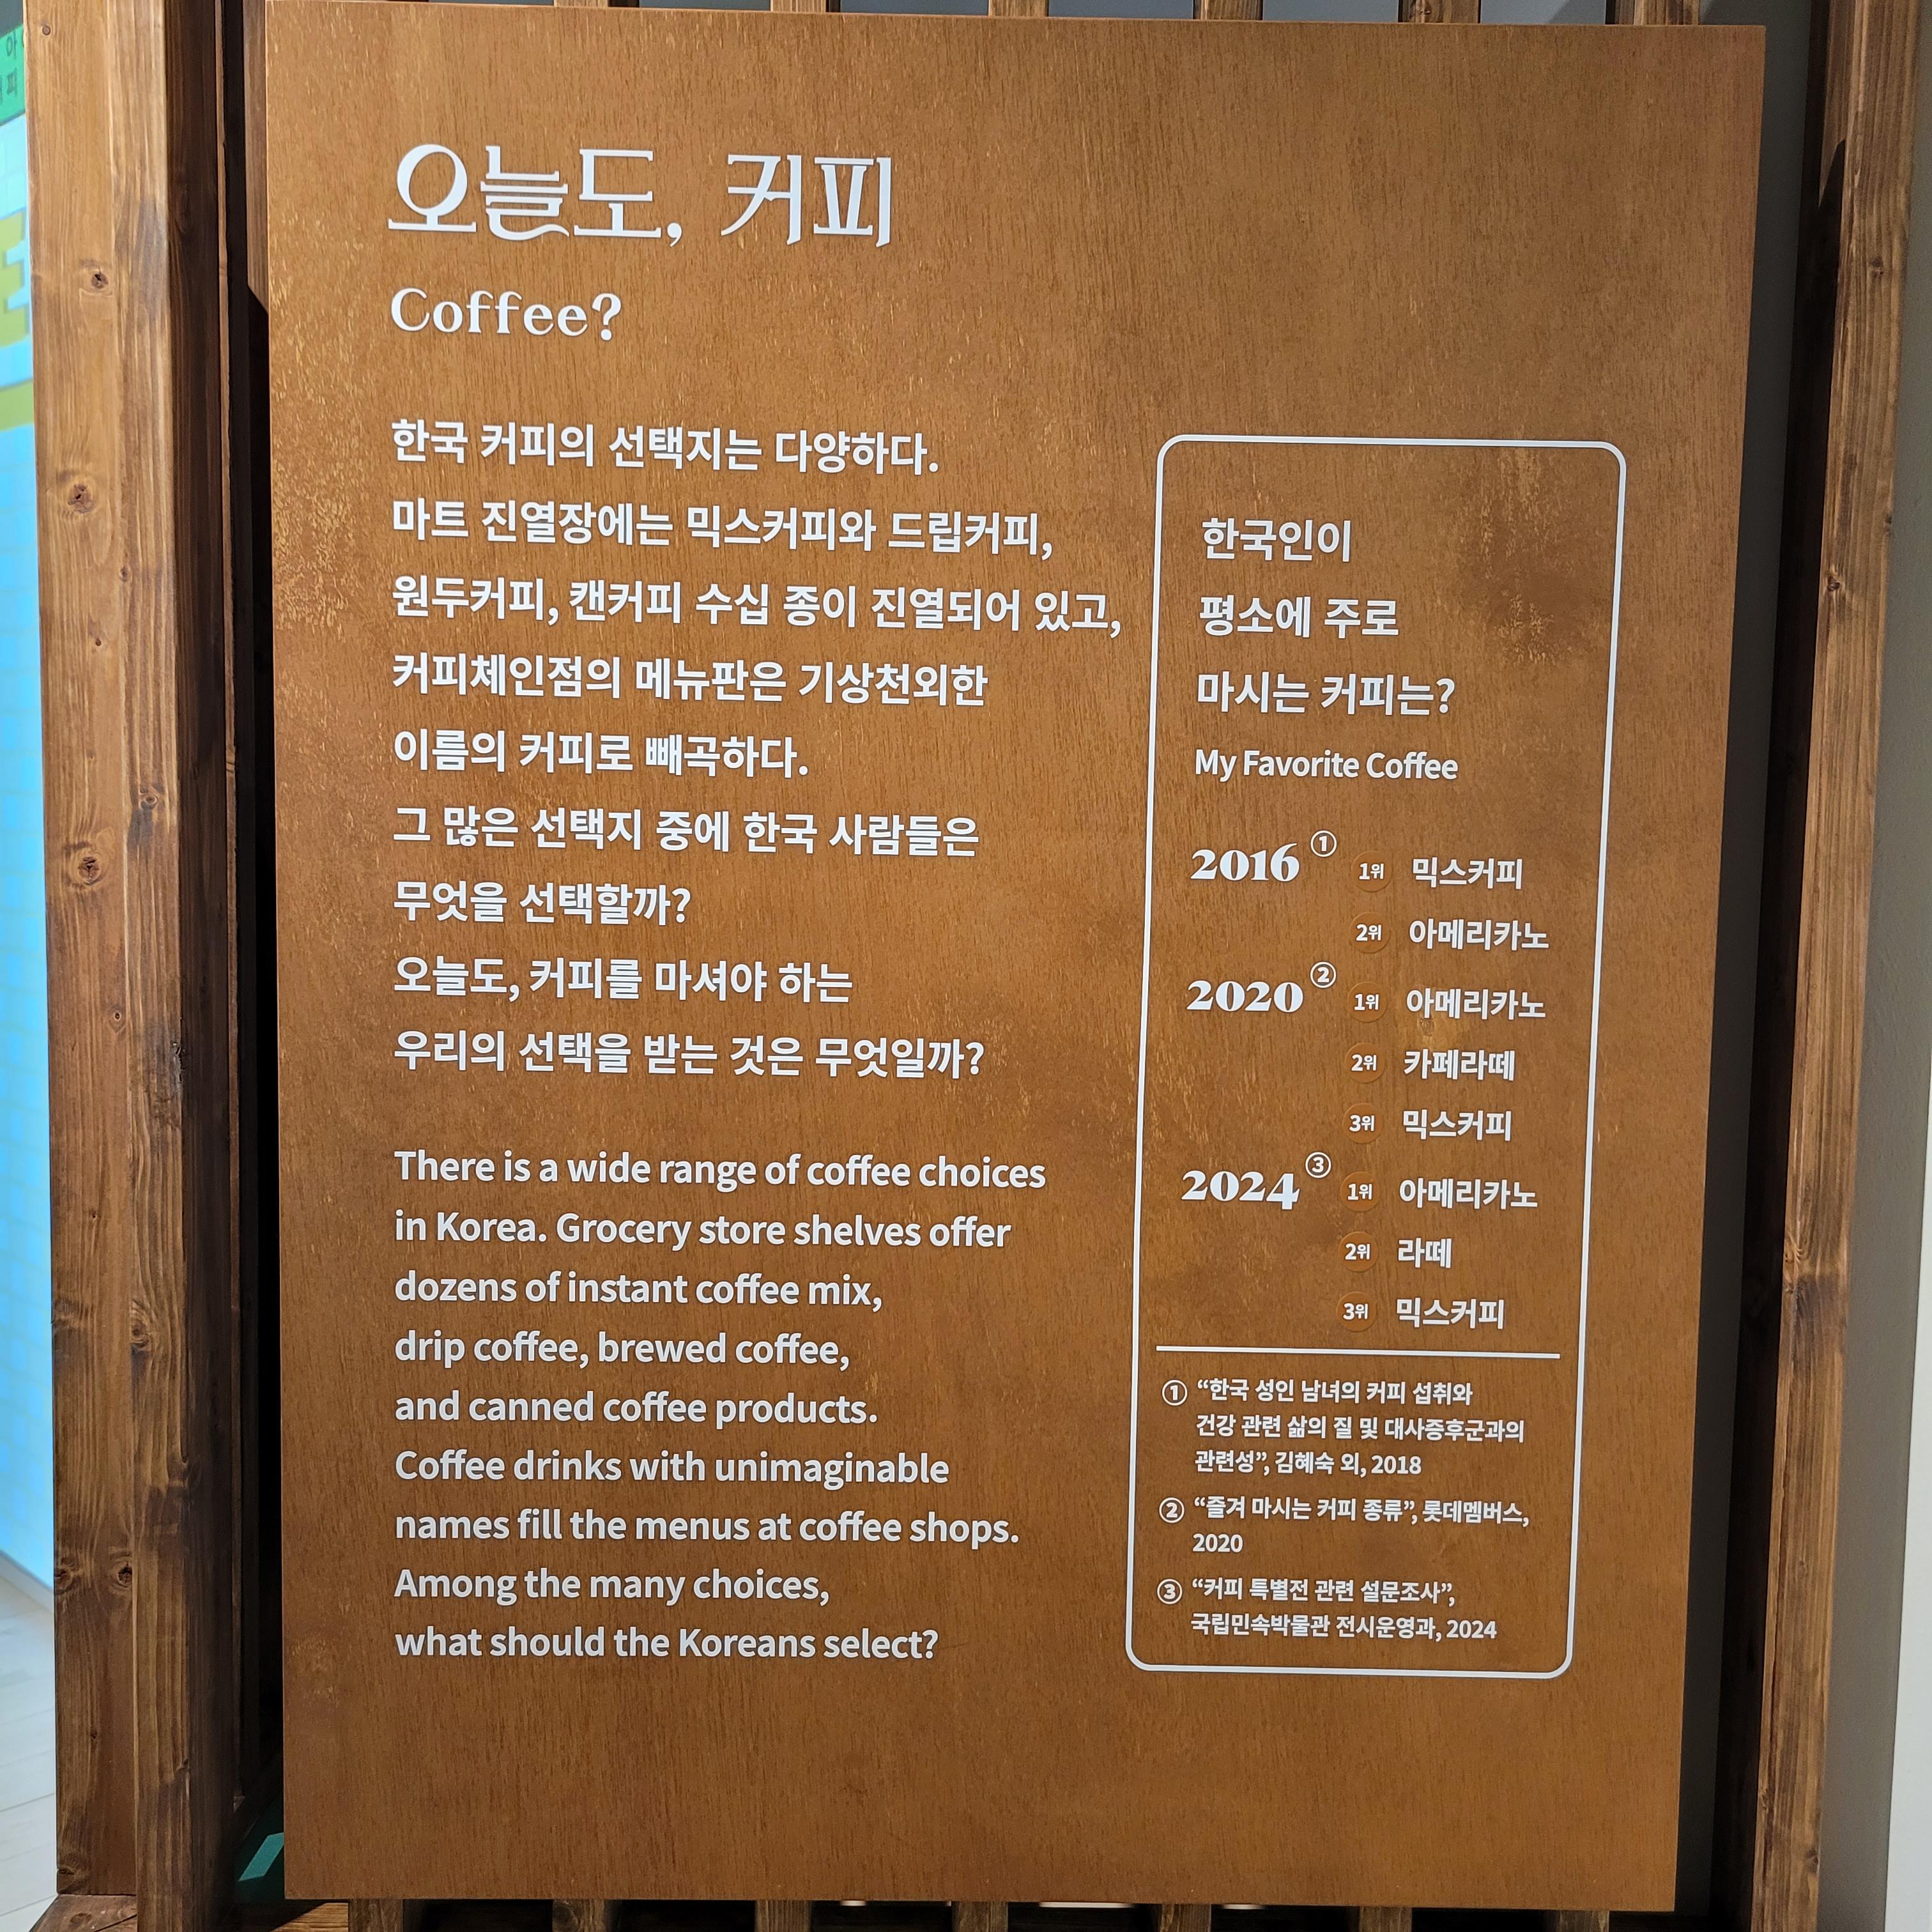 오늘도, 커피
Coffee?
한국 커피의 선택지는 다양하다.
마트 진열장에는 믹스커피와 드립커피,
원두커피, 캔커피 수십 종이 진열되어 있고,
커피체인점의 메뉴판은 기상천외한
이름의 커피로 빼곡하다.
그 많은 선택지 중에 한국 사람들은
무엇을 선택할까?
오늘도, 커피를 마셔야 하는
우리의 선택을 받는 것은 무엇일까?
There is a wide range of coffee choices
in Korea. Grocery store shelves offer
dozens of instant coffee mix,
drip coffee, brewed coffee,
and canned coffee products.
Coffee drinks with unimaginable
names fill the menus at coffee shops.
Among the many choices,
what should the Koreans select?
한국인이
평소에 주로
마시는 커피는?
My Favorite Coffee
2016 ① 1위 믹스커피
2위 아메리카노
2020 ② 1위 아메리카노
2위 카페라떼
3위 믹스커피
2024 ③ 1위 아메리카노
2위 라떼
3위 믹스커피
① “한국 성인 남녀의 커피 섭취와
건강 관련 삶의 질 및 대사증후군과의
관련성”, 김혜숙 외, 2018
② “즐겨 마시는 커피 종류”, 롯데멤버스,
2020
③ “커피 특별전 관련 설문조사”,
국립민속박물관 전시운영과, 2024